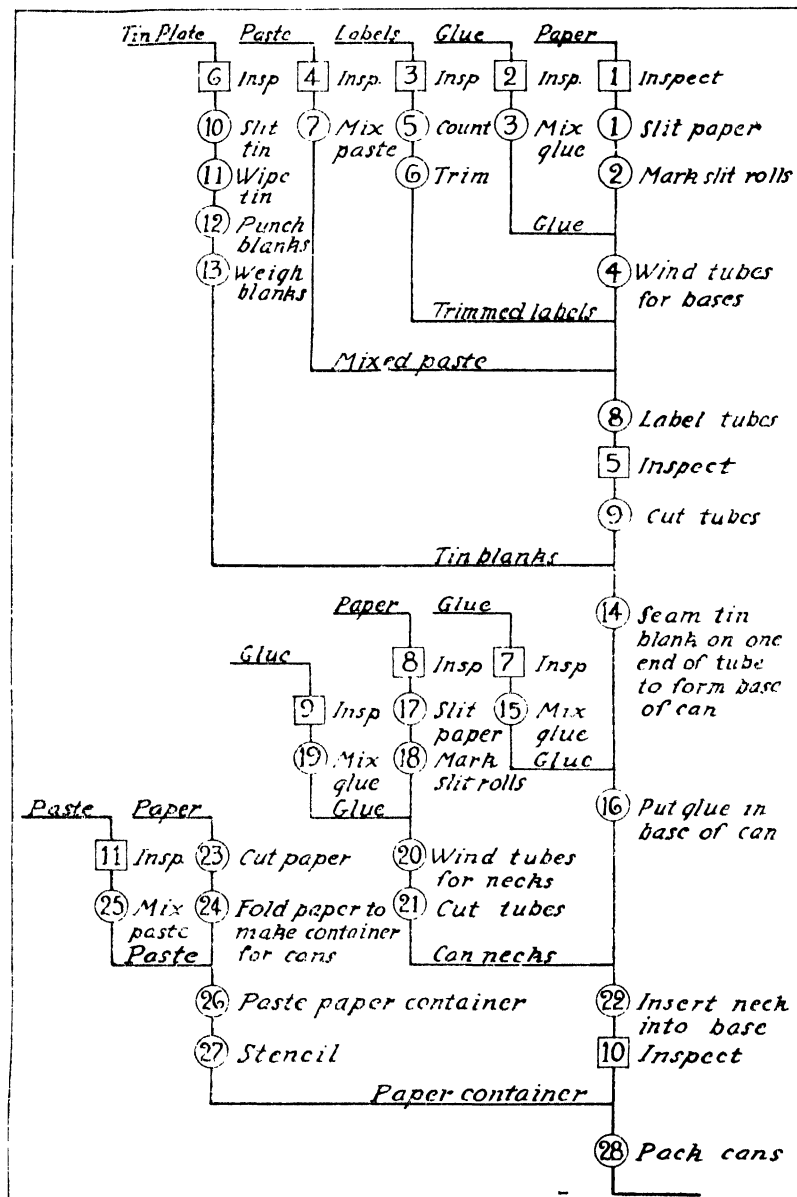 Tin Plate Paste Labels Glue Paper
6 Insp 4 Insp. 3 Insp 2 Insp. 1 Inspect
10 Slit 7 Mix 5 Count 3 Mix 1 Slit paper
tin paste glue
11 Wipe 6 Trim 2 Mark slit rolls
tin
12 Punch Glue
blanks
13 Weigh 4 Wind tubes
blanks for bases
Trimmed labels
Mixed paste
8 Label tubes
5 Inspect
9 Cut tubes
Tin blanks
Paper Glue 14 Seam tin
blank on one
Glue 8 Insp 7 Insp end of tube
to form base
9 Insp 17 Slit 15 Mix of can
paper glue
19 Mix 18 Mark Glue
glue slit rolls
Paste Paper Glue 16 Put glue in
base of can
11 Insp 23 Cut paper 20 Wind tubes
for necks
25 Mix 24 Fold paper to 21 Cut tubes
paste make container
Paste for cans Can necks
26 Paste paper container 22 Insert neck
into base
27 Stencil 10 Inspect
Paper container
28 Pack cans